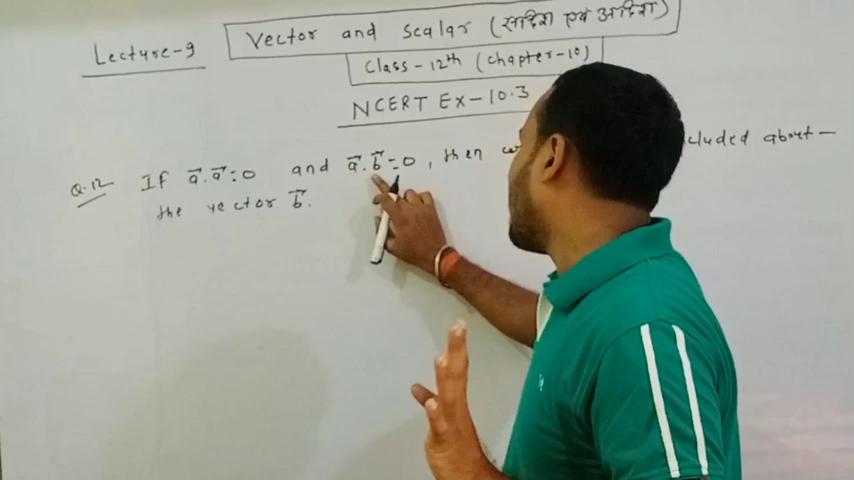 Lecture-9
Vector and Scalar (सदिश एवं अदिश)
Class-12th (Chapter-10)
NCERT Ex-10.3
Q.12 If a⃗.a⃗=0 and a⃗.b⃗=0, then about-
the vector b⃗.